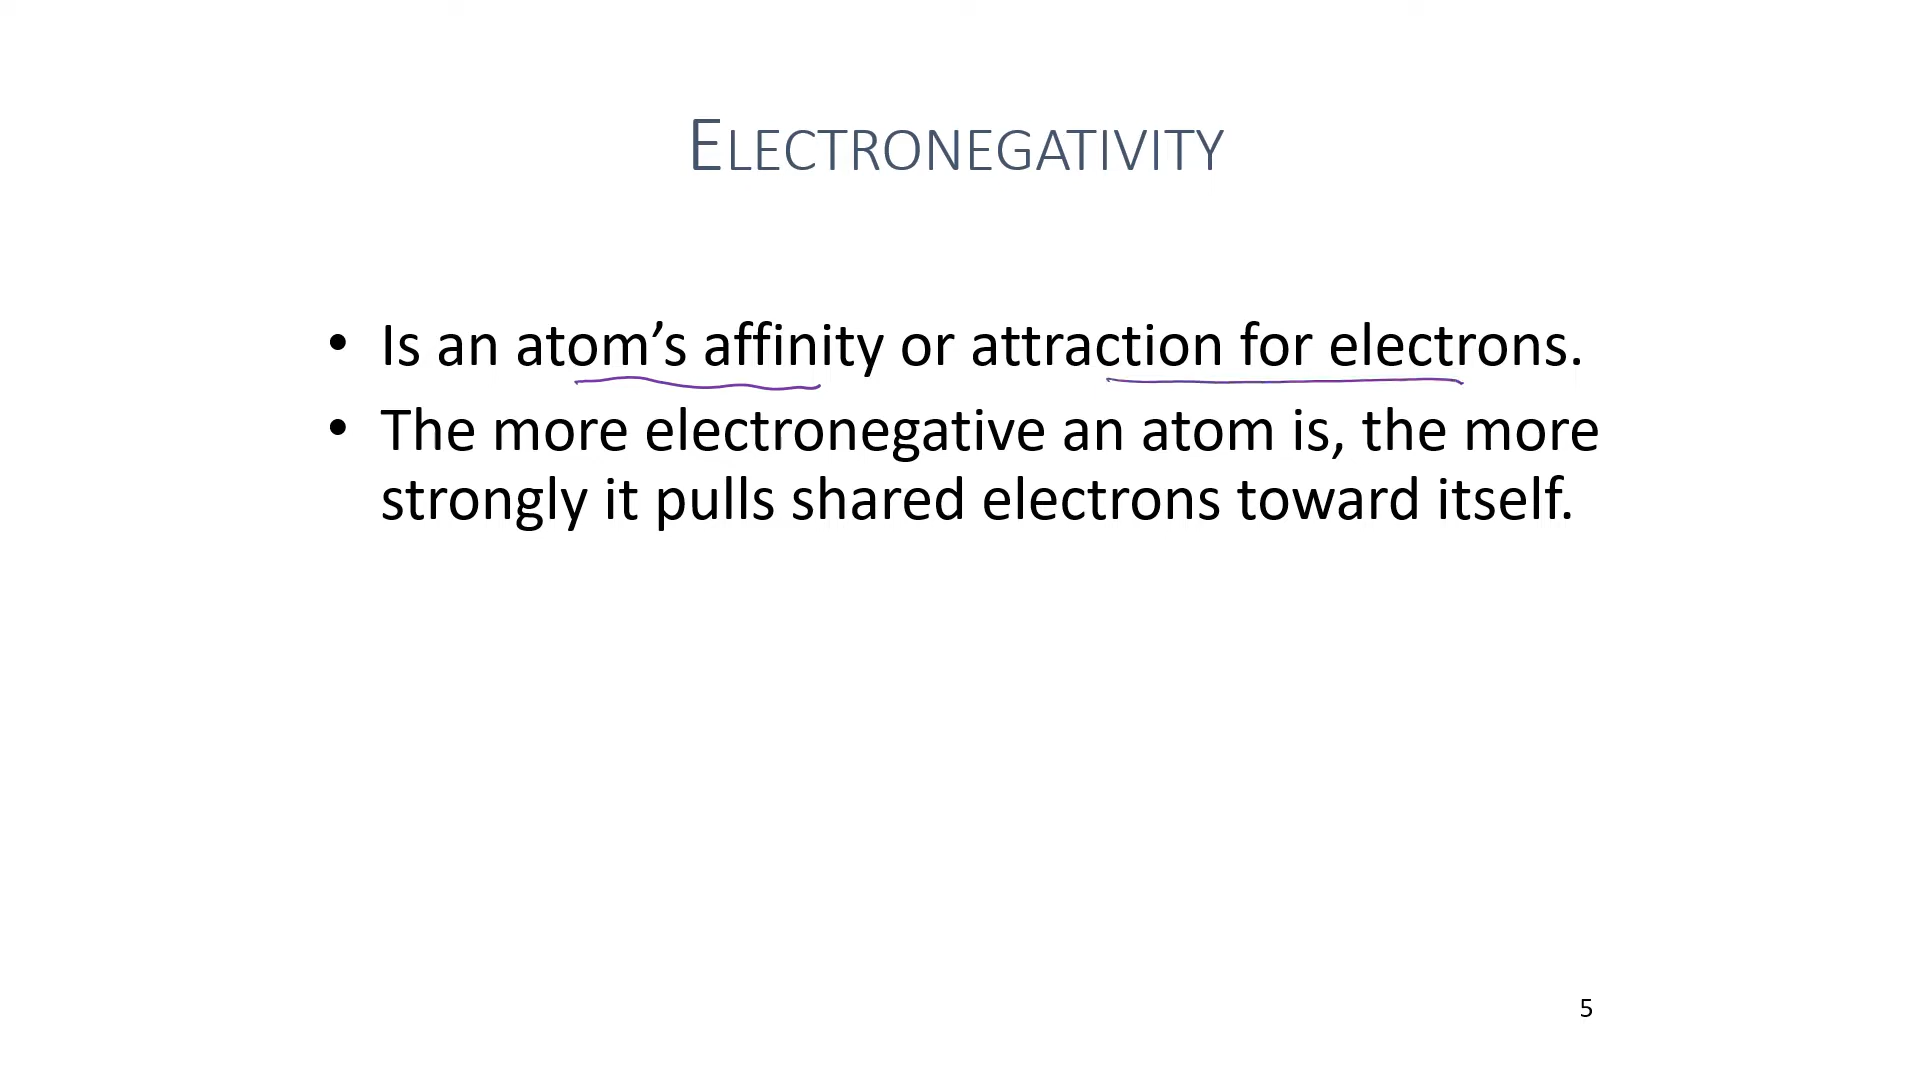 ELECTRONEGATIVITY
• Is an atom’s affinity or attraction for electrons.
• The more electronegative an atom is, the more
strongly it pulls shared electrons toward itself.
5